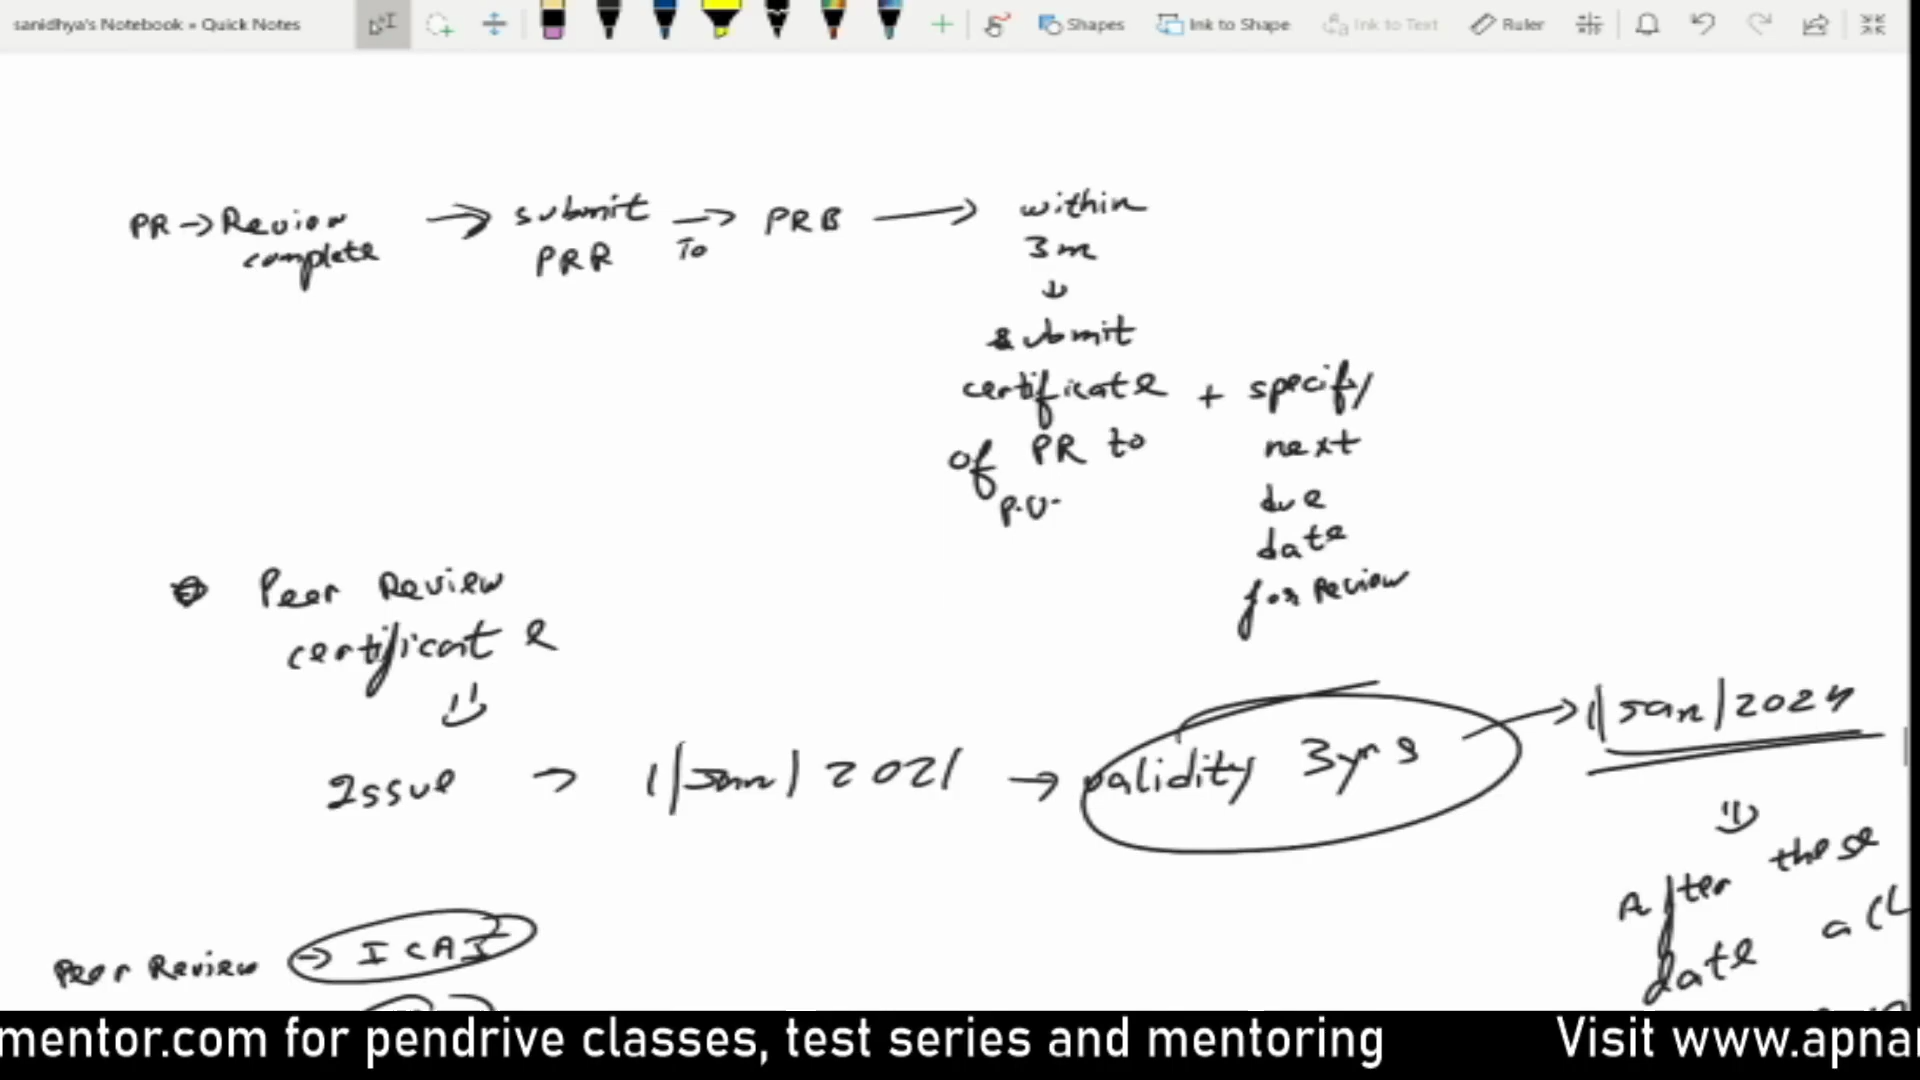 sanidhya's Notebook » Quick Notes
Shapes
Ink to Shape
Ink to Text
Ruler
PR → Review complete → submit PRR → To PRB → within 3m
↓
submit
certificate + specify
of PR to next
P.U. due
date
for review
Peer Review
certificate
Issue → 1/Jan/2021 → validity 3yrs → 1/Jan/2024
After these
date all
Peer Review → ICAI
mentor.com for pendrive classes, test series and mentoring Visit www.apna